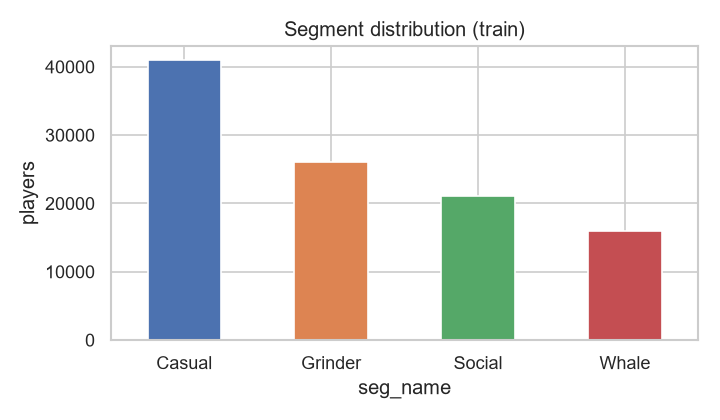 Segment distribution (train)
players
40000
30000
20000
10000
0
Casual
Grinder
Social
Whale
seg_name